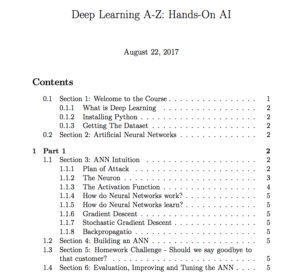 Deep Learning A-Z: Hands-On AI
August 22, 2017
Contents
0.1 Section 1: Welcome to the Course . . . . . . . . . . . . . . . . . 1
0.1.1 What is Deep Learning . . . . . . . . . . . . . . . . . 2
0.1.2 Installing Python . . . . . . . . . . . . . . . . . 2
0.1.3 Getting The Dataset . . . . . . . . . . . . . . . . . 2
0.2 Section 2: Artificial Neural Networks . . . . . . . . . . . . . . . . . 2
1 Part 1 2
1.1 Section 3: ANN Intuition . . . . . . . . . . . . . . . . . 2
1.1.1 Plan of Attack . . . . . . . . . . . . . . . . . 2
1.1.2 The Neuron . . . . . . . . . . . . . . . . . 3
1.1.3 The Activation Function . . . . . . . . . . . . . . . . . 4
1.1.4 How do Neural Networks work? . . . . . . . . . . . . . . . . . 5
1.1.5 How do Neural Networks learn? . . . . . . . . . . . . . . . . . 5
1.1.6 Gradient Descent . . . . . . . . . . . . . . . . . 5
1.1.7 Stochastic Gradient Descent . . . . . . . . . . . . . . . . . 5
1.1.8 Backpropagatio . . . . . . . . . . . . . . . . . 5
1.2 Section 4: Building an ANN . . . . . . . . . . . . . . . . . 5
1.3 Section 5: Homework Challenge - Should we say goodbye to
that customer? . . . . . . . . . . . . . . . . . 5
1.4 Section 6: Evaluation, Improving and Tuning the ANN . . . . 5